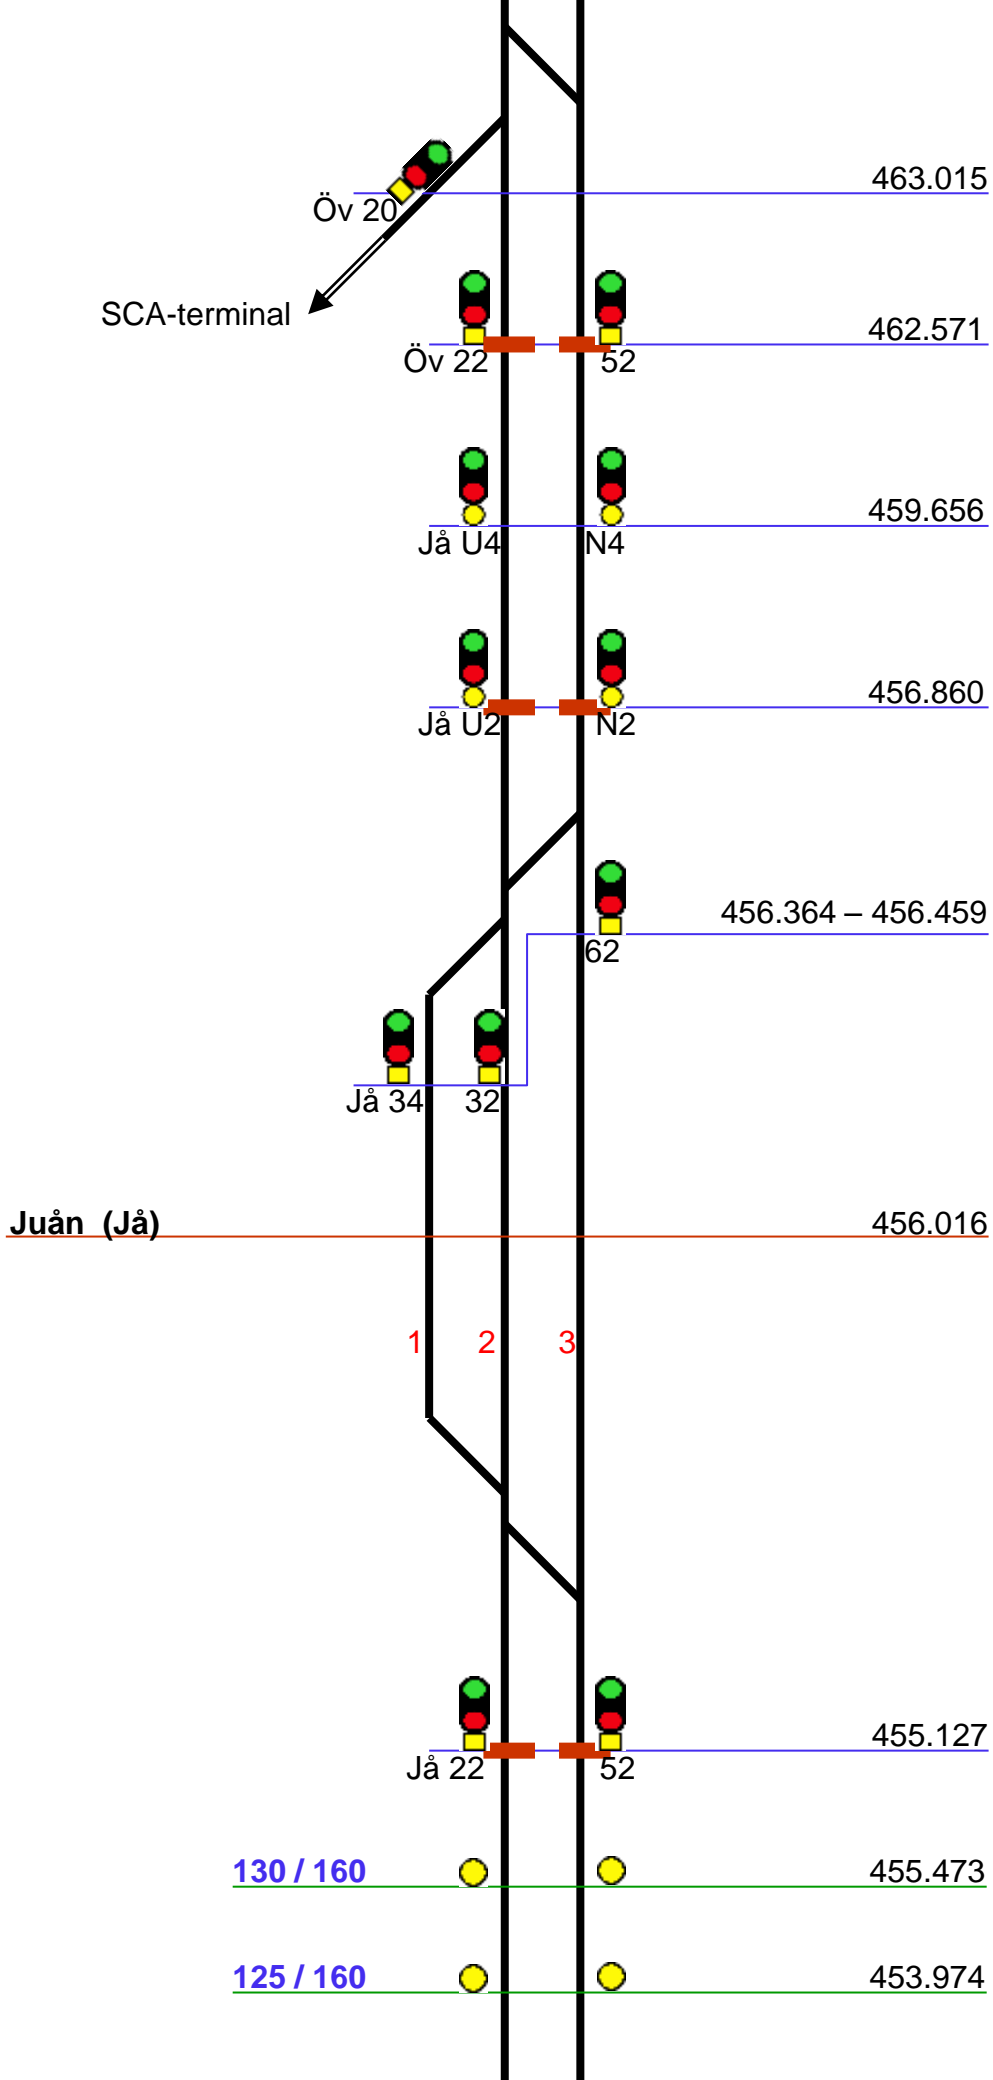 463.015
Öv 20
SCA-terminal
462.571
Öv 22 52
459.656
Jå U4 N4
456.860
Jå U2 N2
456.364 – 456.459
62
Jå 34 32
Juån (Jå) 456.016
1 2 3
455.127
Jå 22 52
130 / 160 455.473
125 / 160 453.974